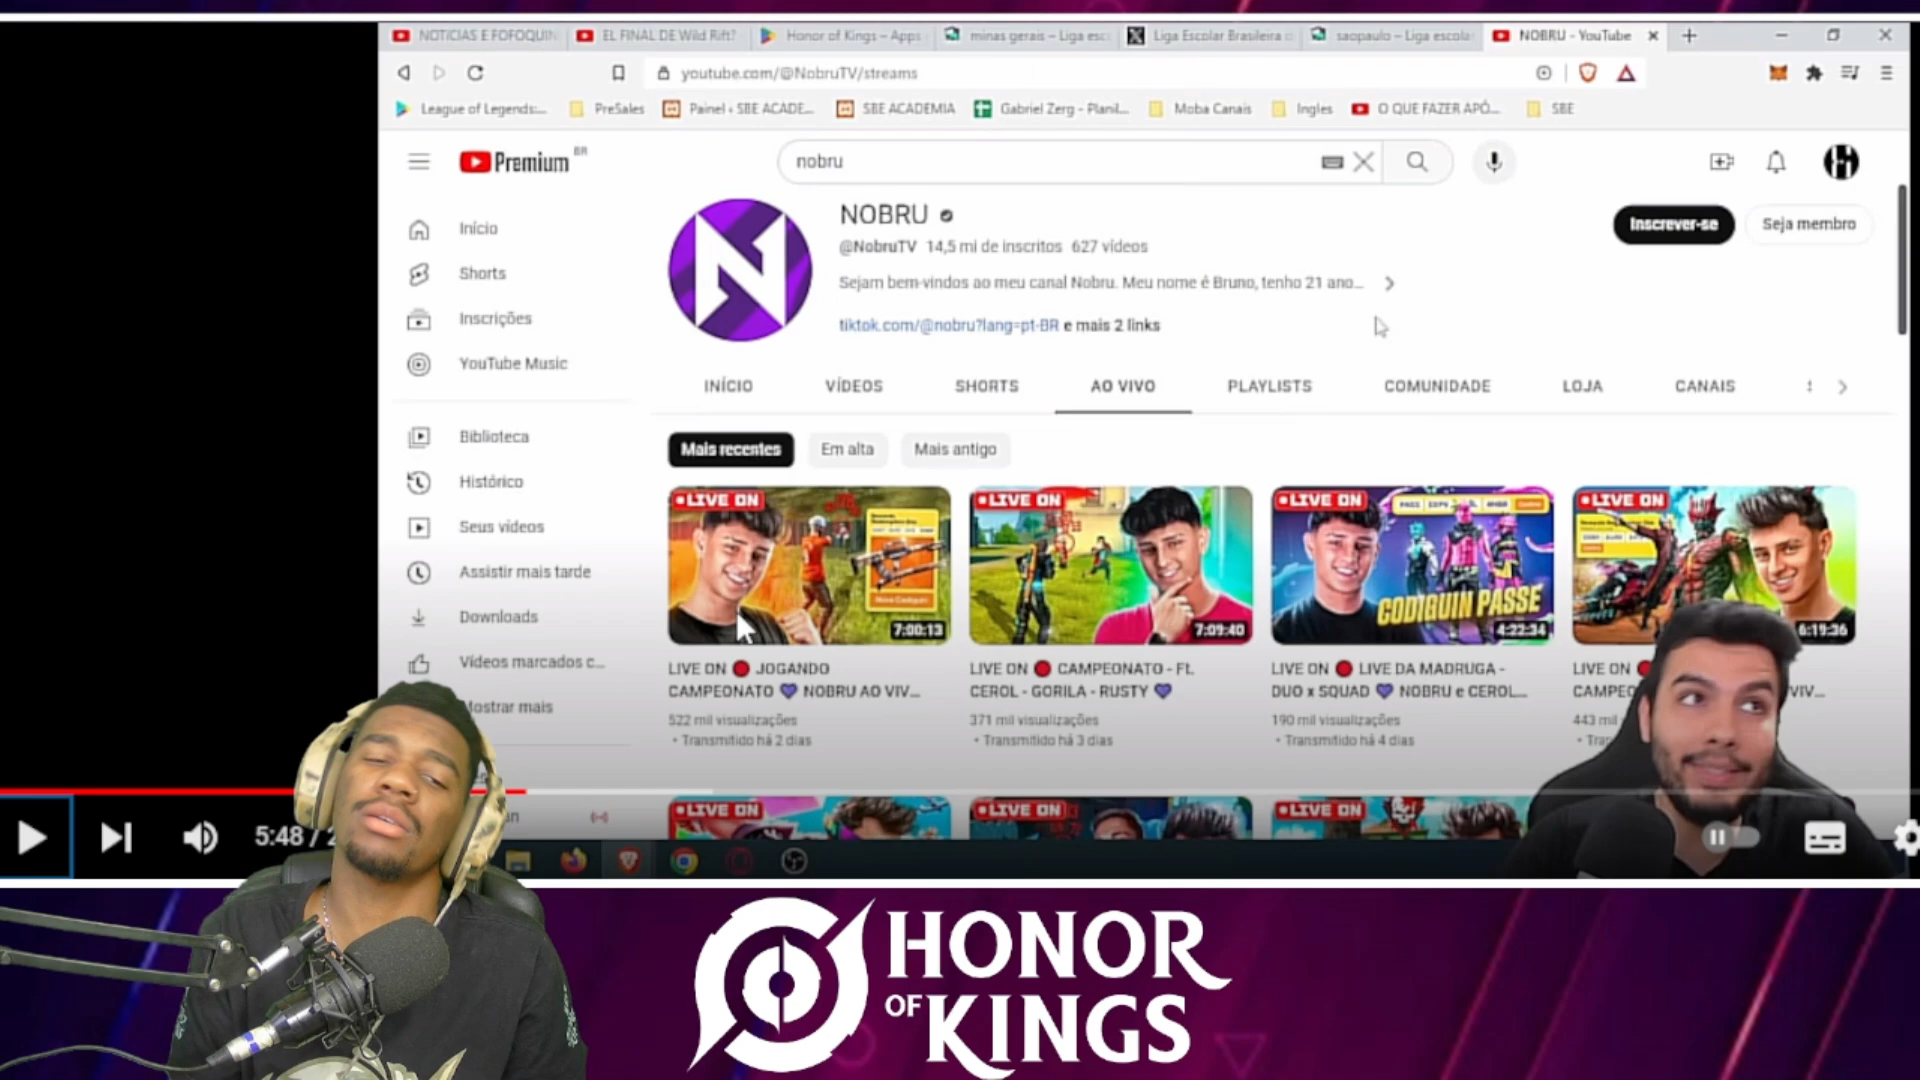 NOTICIAS E FOFOQUIN
EL FINAL DE Wild Rift?
Honor of Kings – Apps
minas gerais – Liga esc
Liga Escolar Brasileira
saopaulo – Liga escola
NOBRU - YouTube
youtube.com/@NobruTV/streams
League of Legends:...
PreSales
Painel ‹ SBE ACADE...
SBE ACADEMIA
Gabriel Zerg - Planil...
Moba Canais
Ingles
O QUE FAZER APÓ...
SBE
Premium BR
nobru
Início
Shorts
Inscrições
YouTube Music
Biblioteca
Histórico
Seus vídeos
Assistir mais tarde
Downloads
Vídeos marcados c...
Mostrar mais
NOBRU
@NobruTV 14,5 mi de inscritos 627 vídeos
Sejam bem-vindos ao meu canal Nobru. Meu nome é Bruno, tenho 21 ano...
tiktok.com/@nobru?lang=pt-BR e mais 2 links
Inscrever-se
Seja membro
INÍCIO
VÍDEOS
SHORTS
AO VIVO
PLAYLISTS
COMUNIDADE
LOJA
CANAIS
Mais recentes
Em alta
Mais antigo
LIVE ON
7:00:13
LIVE ON
7:09:40
LIVE ON
CODIGUIN PASSE
4:22:34
LIVE ON
6:19:36
LIVE ON 🔴 JOGANDO
CAMPEONATO 💜 NOBRU AO VIV...
522 mil visualizações
• Transmitido há 2 dias
LIVE ON 🔴 CAMPEONATO - Ft.
CEROL - GORILA - RUSTY 💜
371 mil visualizações
• Transmitido há 3 dias
LIVE ON 🔴 LIVE DA MADRUGA -
DUO x SQUAD 💜 NOBRU e CEROL...
190 mil visualizações
• Transmitido há 4 dias
LIVE ON
CAMPE
VIV...
443 mil
• Tra
LIVE ON
LIVE ON
LIVE ON
5:48 /
HONOR
OF KINGS